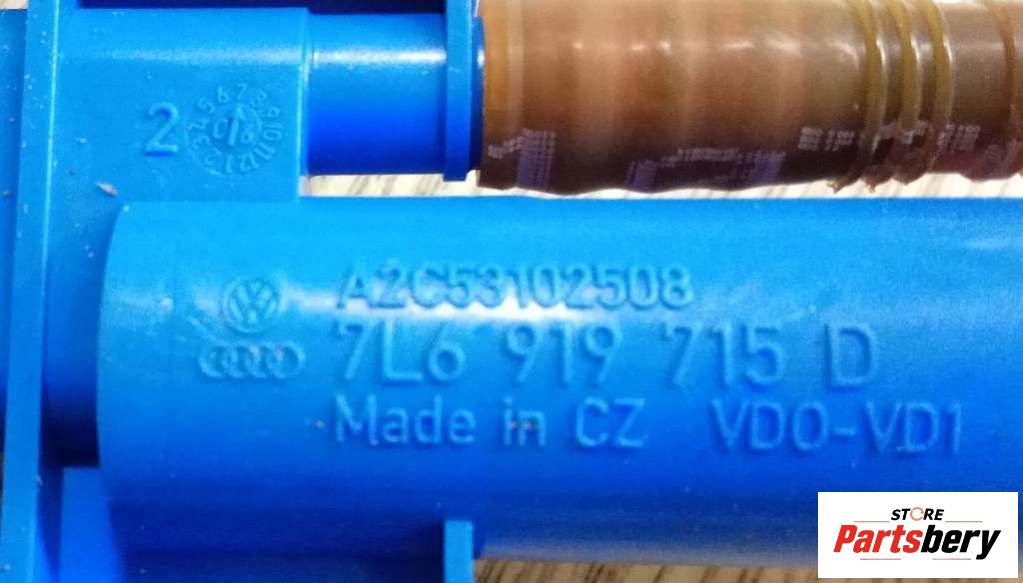 2
A2C53102508
7L6 919 715 D
Made in CZ VDO-VD1
STORE
Partsbery